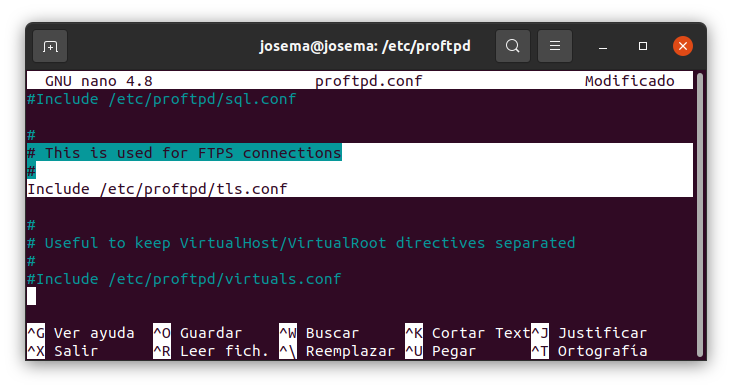 josema@josema: /etc/proftpd
GNU nano 4.8 proftpd.conf Modificado
#Include /etc/proftpd/sql.conf
#
# This is used for FTPS connections
#
Include /etc/proftpd/tls.conf
#
# Useful to keep VirtualHost/VirtualRoot directives separated
#
#Include /etc/proftpd/virtuals.conf
^G Ver ayuda ^O Guardar ^W Buscar ^K Cortar Text ^J Justificar
^X Salir ^R Leer fich. ^\ Reemplazar ^U Pegar ^T Ortografía